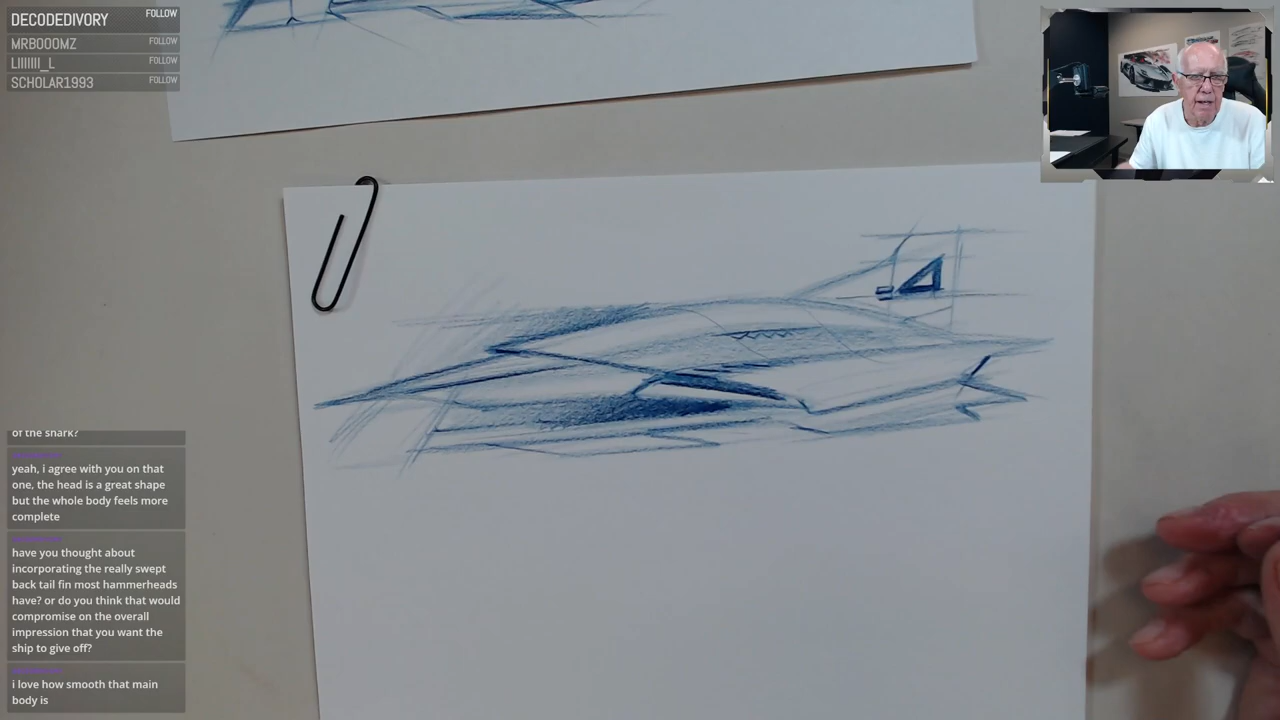 DECODEDIVORY FOLLOW
MRBOOOMZ FOLLOW
LIIIIIII_L FOLLOW
SCHOLAR1993 FOLLOW
4
of the snark?
yeah, i agree with you on that
one, the head is a great shape
but the whole body feels more
complete
have you thought about
incorporating the really swept
back tail fin most hammerheads
have? or do you think that would
compromise on the overall
impression that you want the
ship to give off?
i love how smooth that main
body is